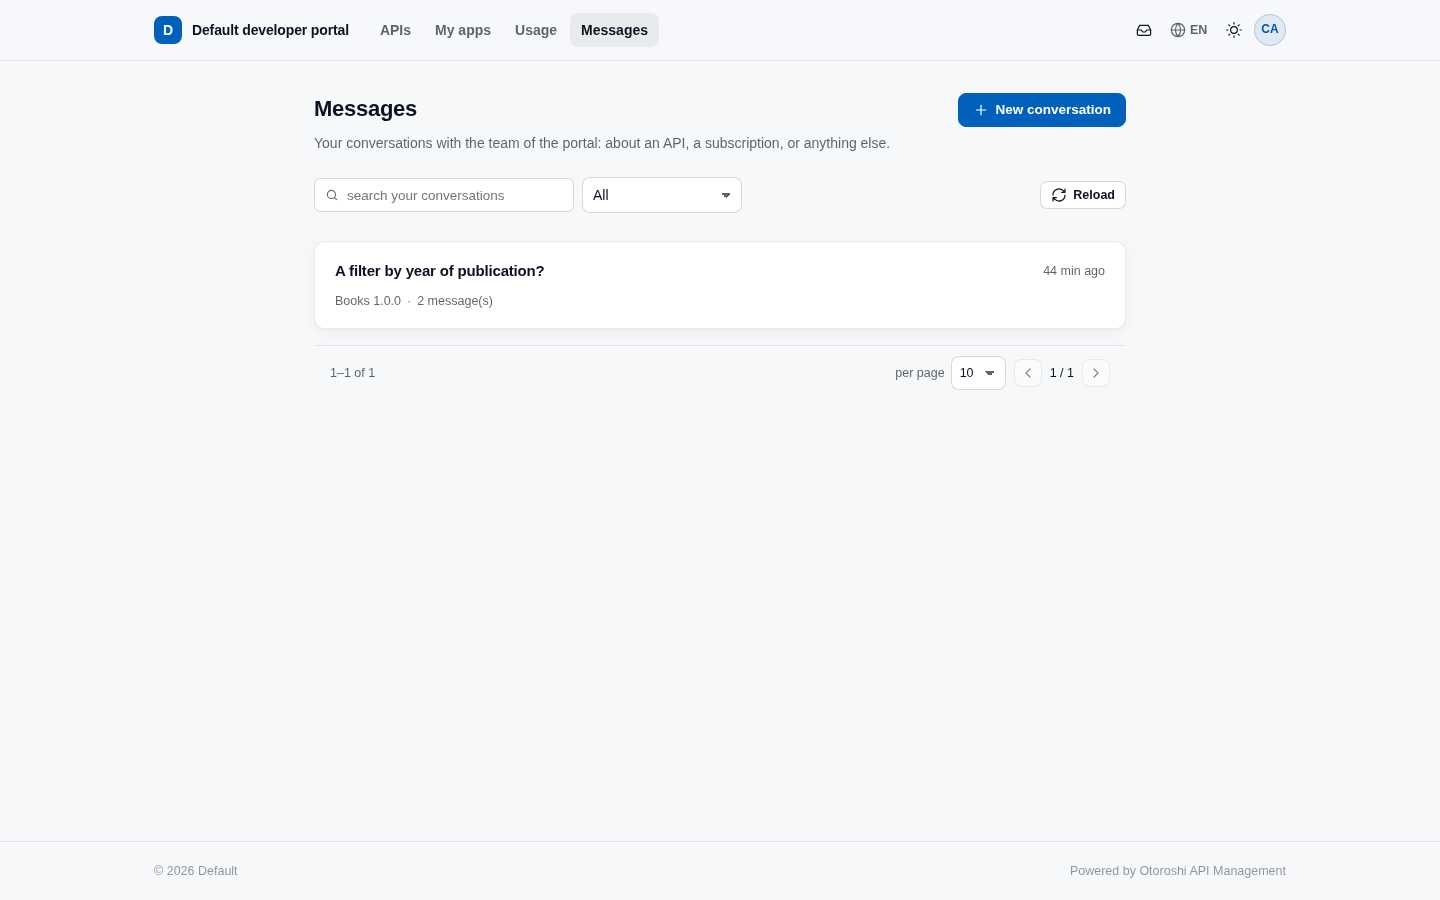 D Default developer portal APIs My apps Usage Messages EN CA
Messages
New conversation
Your conversations with the team of the portal: about an API, a subscription, or anything else.
search your conversations All Reload
A filter by year of publication? 44 min ago
Books 1.0.0 · 2 message(s)
1–1 of 1 per page 10 1 / 1
© 2026 Default Powered by Otoroshi API Management